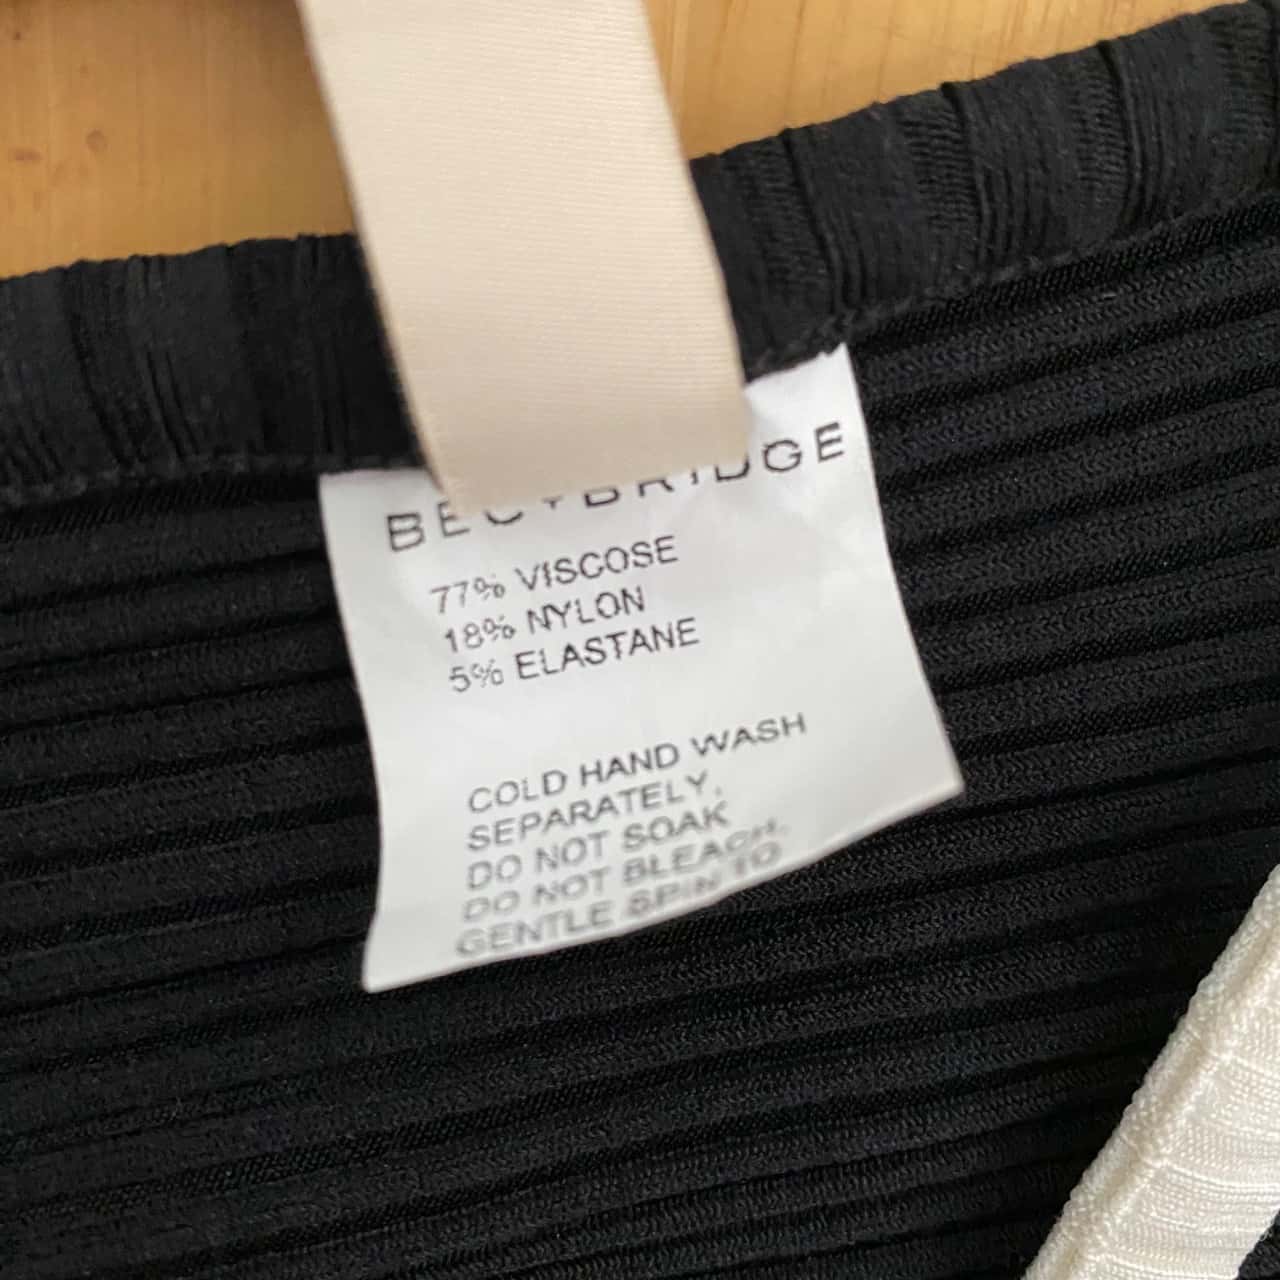 BEC+BRIDGE
77% VISCOSE
18% NYLON
5% ELASTANE
COLD HAND WASH
SEPARATELY.
DO NOT SOAK
DO NOT BLEACH.
GENTLE SPIN TO